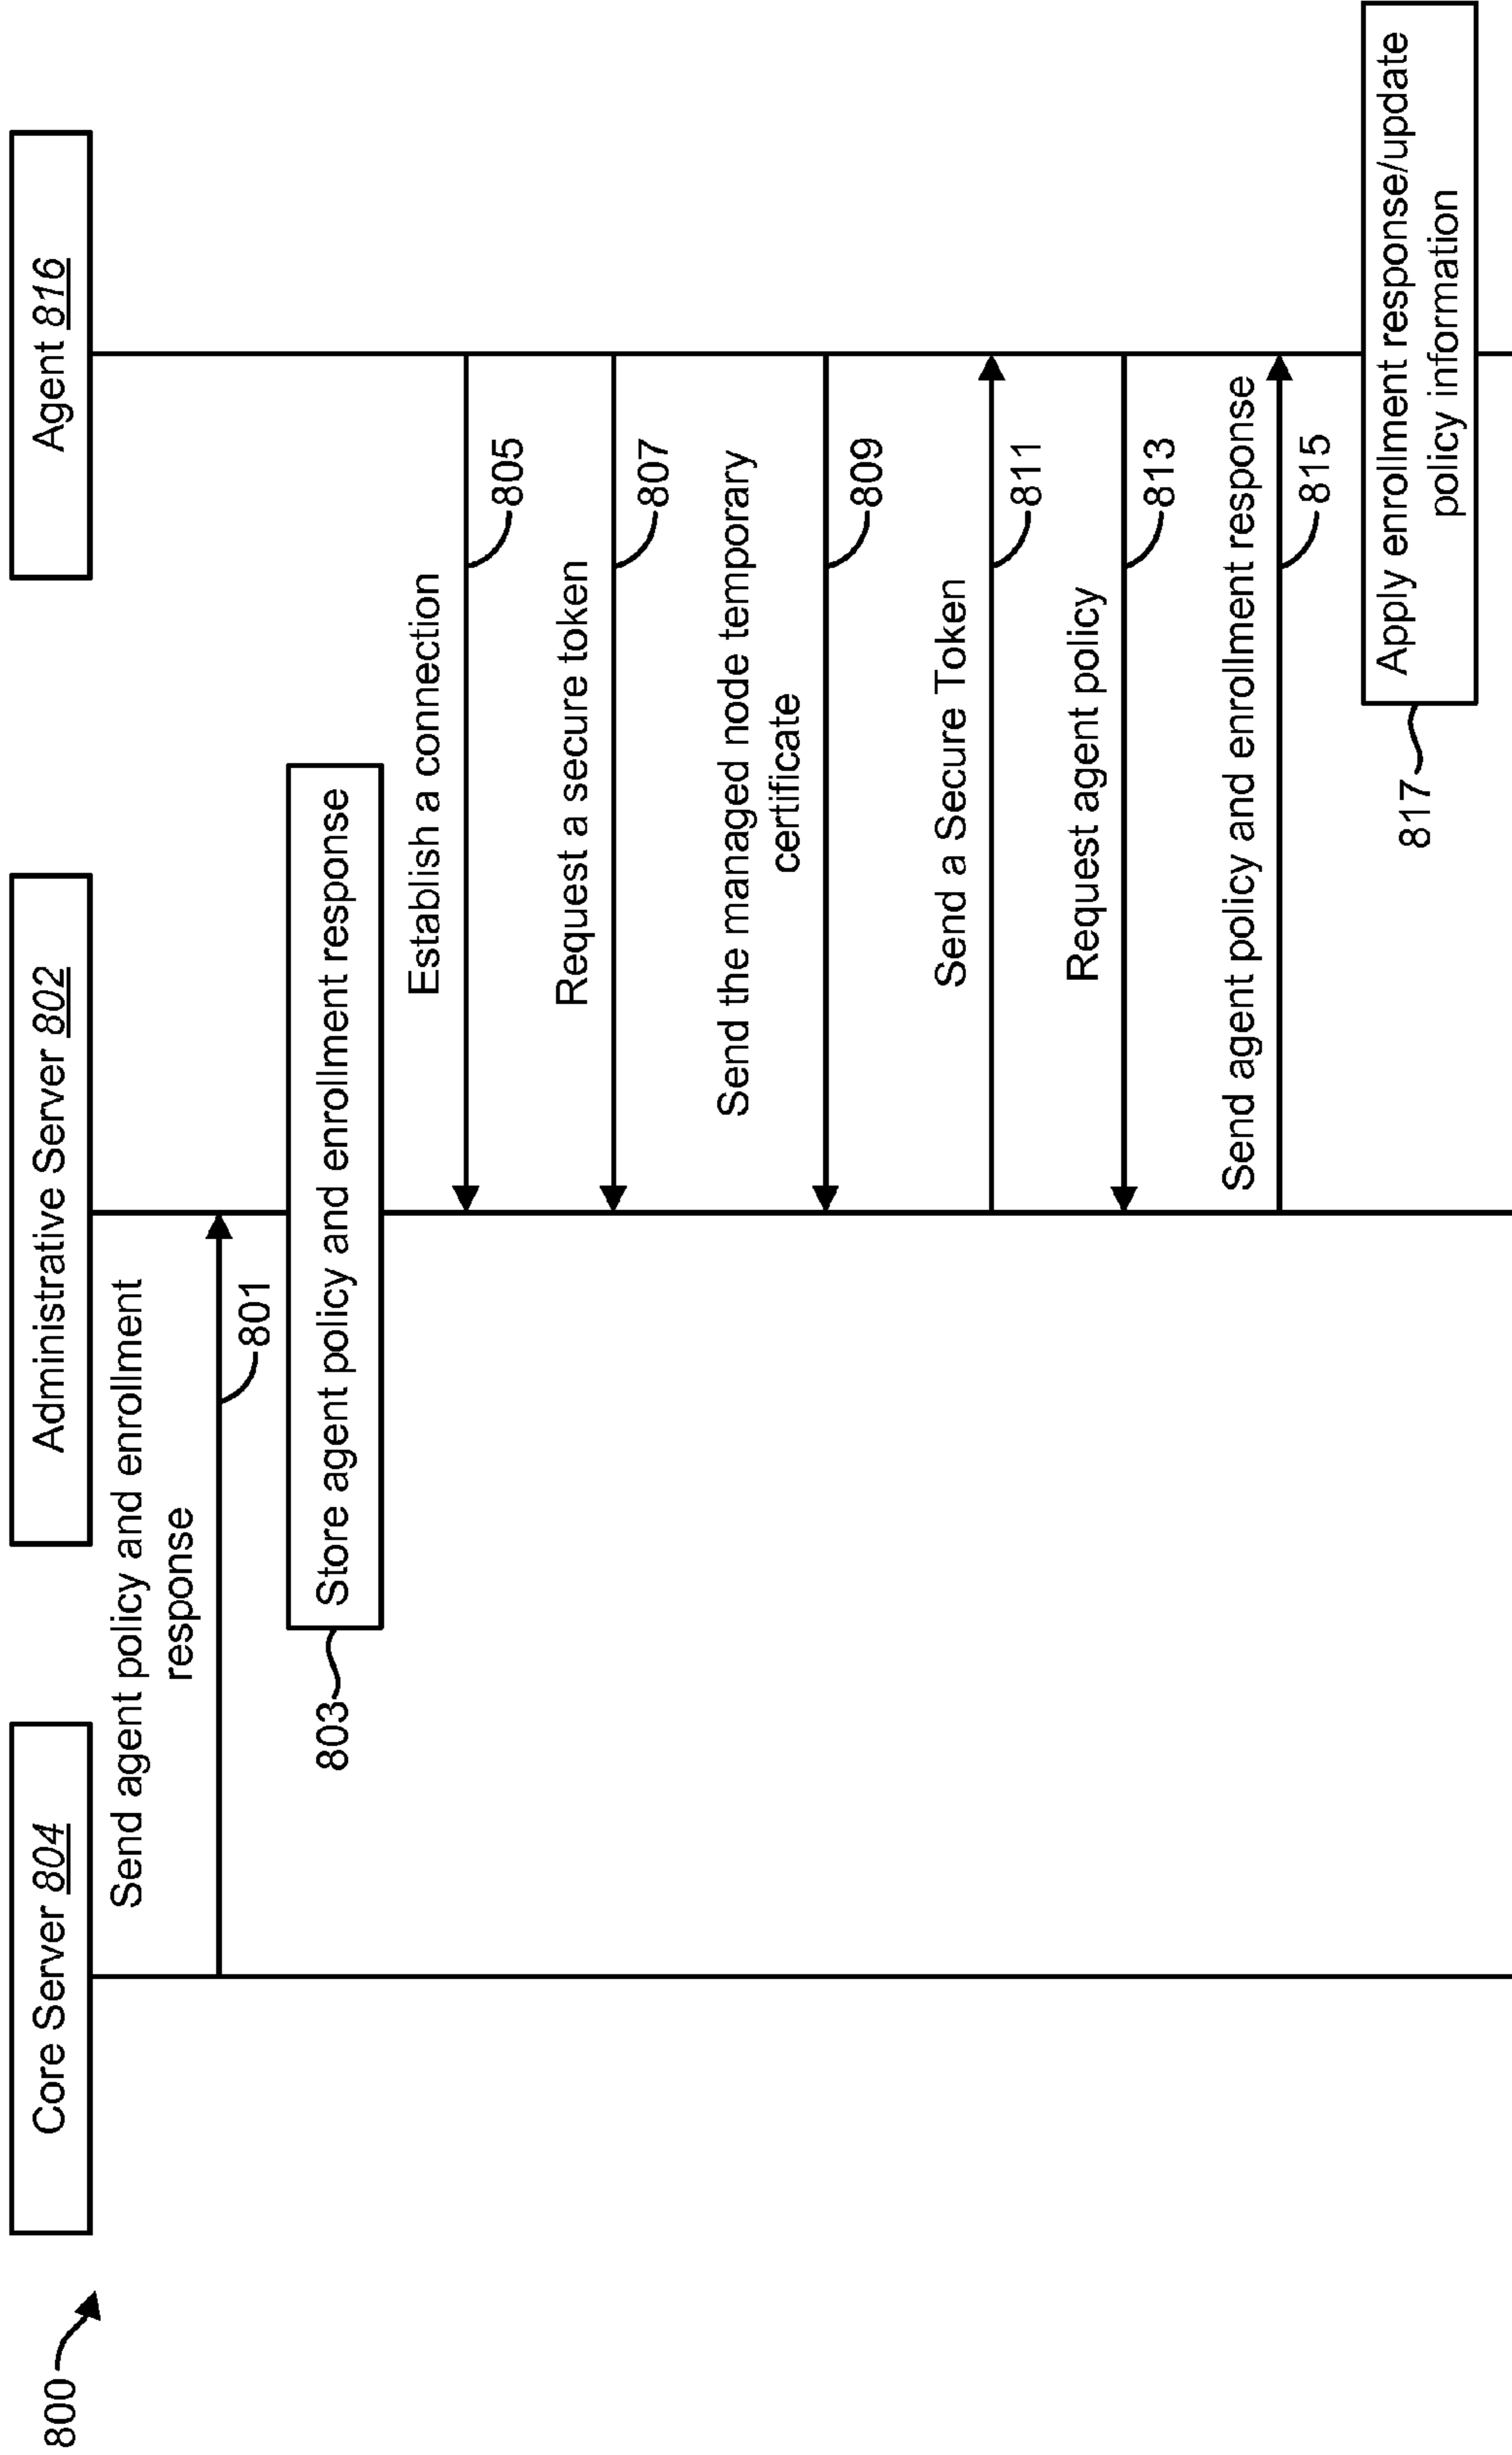 800
Core Server 804
Administrative Server 802
Agent 816
Send agent policy and enrollment
response
801
803
Store agent policy and enrollment response
Establish a connection
805
Request a secure token
807
Send the managed node temporary
certificate
809
Send a Secure Token
811
Request agent policy
813
Send agent policy and enrollment response
815
817
Apply enrollment response/update
policy information